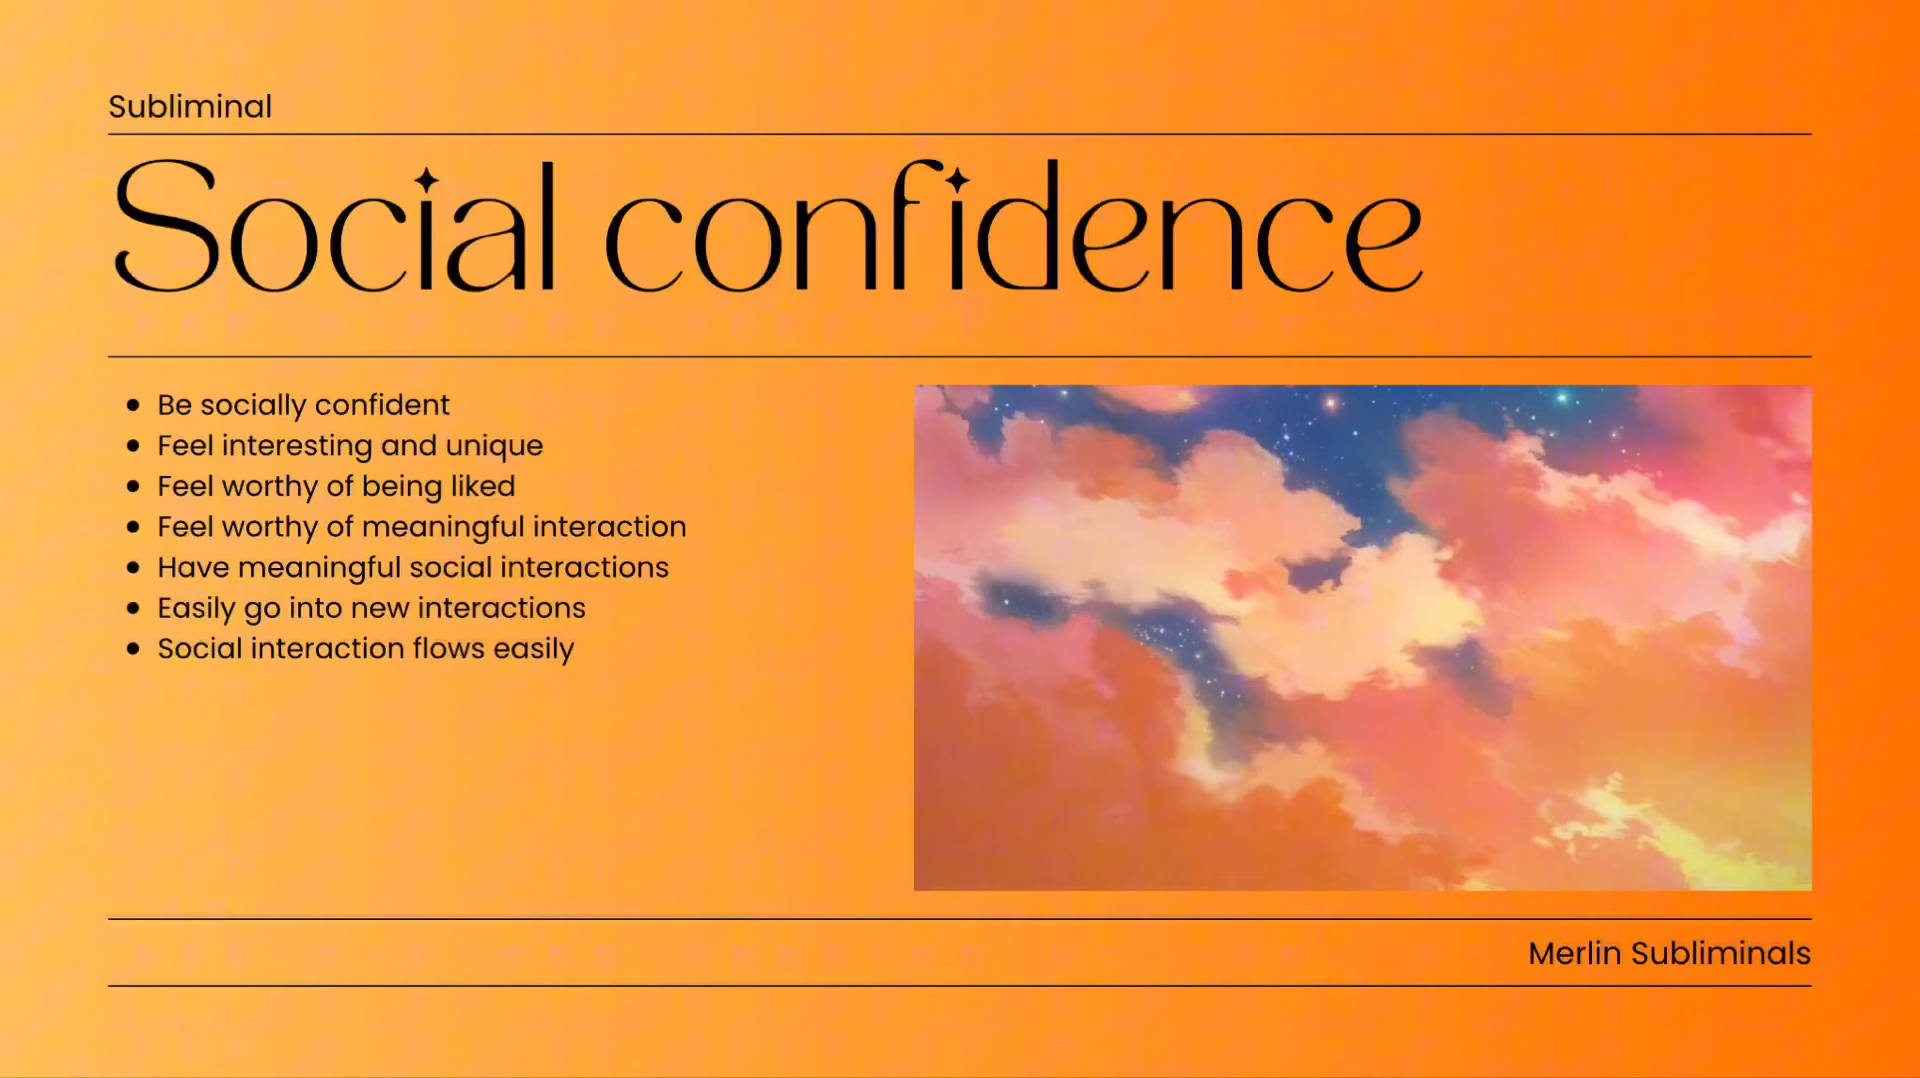 Subliminal
Social confidence
• Be socially confident
• Feel interesting and unique
• Feel worthy of being liked
• Feel worthy of meaningful interaction
• Have meaningful social interactions
• Easily go into new interactions
• Social interaction flows easily
Merlin Subliminals